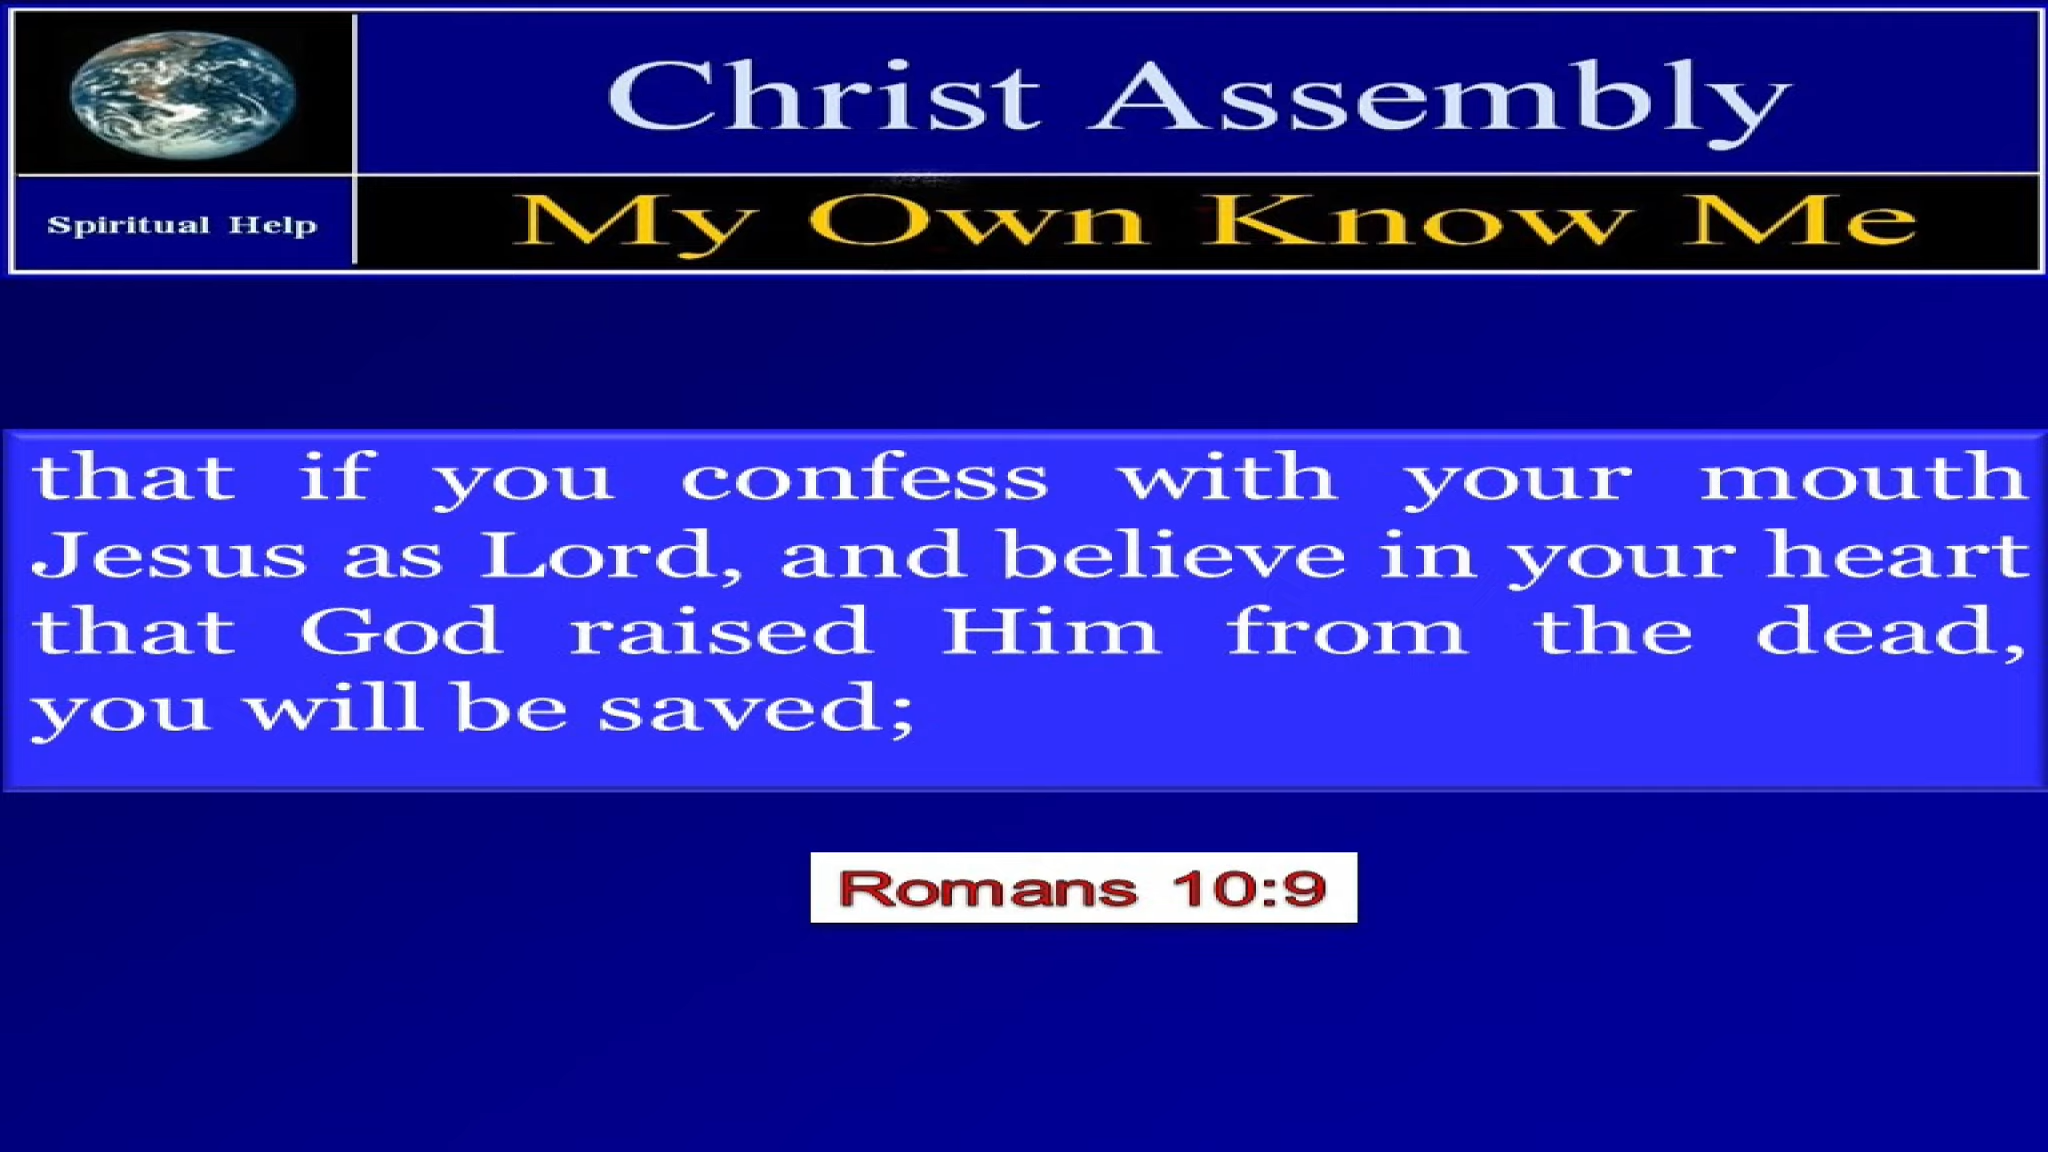 Christ Assembly
Spiritual Help
My Own Know Me
that if you confess with your mouth
Jesus as Lord, and believe in your heart
that God raised Him from the dead,
you will be saved;
Romans 10:9